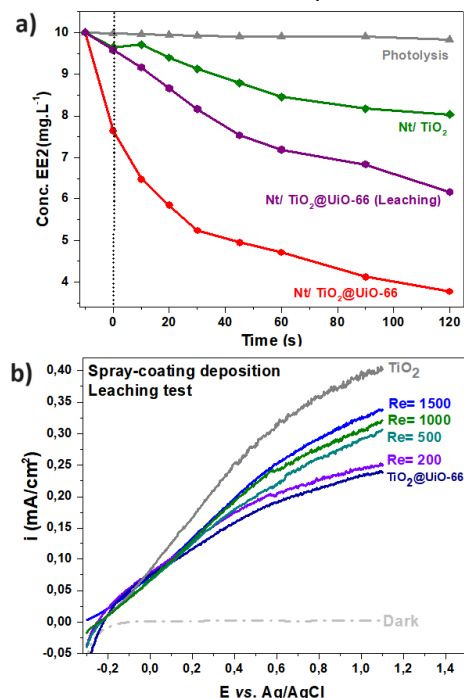 a)
10
9
8
7
6
5
4
Conc. EE2(mg.L⁻¹)
Photolysis
Nt/ TiO₂
Nt/ TiO₂@UiO-66 (Leaching)
Nt/ TiO₂@UiO-66
0 20 40 60 80 100 120
Time (s)
b)
0,40
0,35
0,30
0,25
0,20
0,15
0,10
0,05
0,00
0,05
i (mA/cm²)
Spray-coating deposition
Leaching test
TiO₂
Re= 1500
Re= 1000
Re= 500
Re= 200
TiO₂@UiO-66
Dark
-0,2 0,0 0,2 0,4 0,6 0,8 1,0 1,2 1,4
E vs. Ag/AgCl